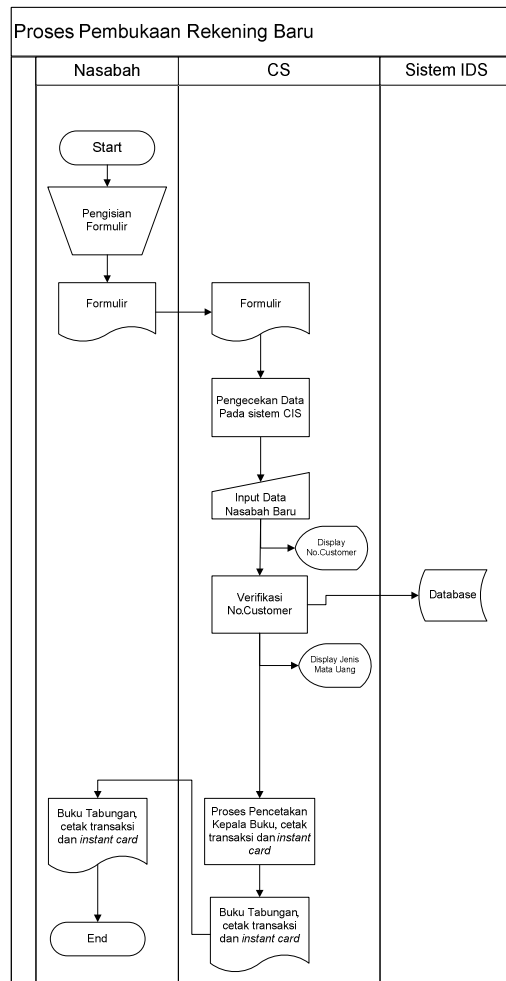 Proses Pembukaan Rekening Baru
Nasabah
CS
Sistem IDS
Start
Pengisian
Formulir
Formulir
Formulir
Pengecekan Data
Pada sistem CIS
Input Data
Nasabah Baru
Display
No.Customer
Verifikasi
No.Customer
Database
Display Jenis
Mata Uang
Proses Pencetakan
Kepala Buku, cetak
transaksi dan instant
card
Buku Tabungan,
cetak transaksi
dan instant card
Buku Tabungan,
cetak transaksi
dan instant card
End